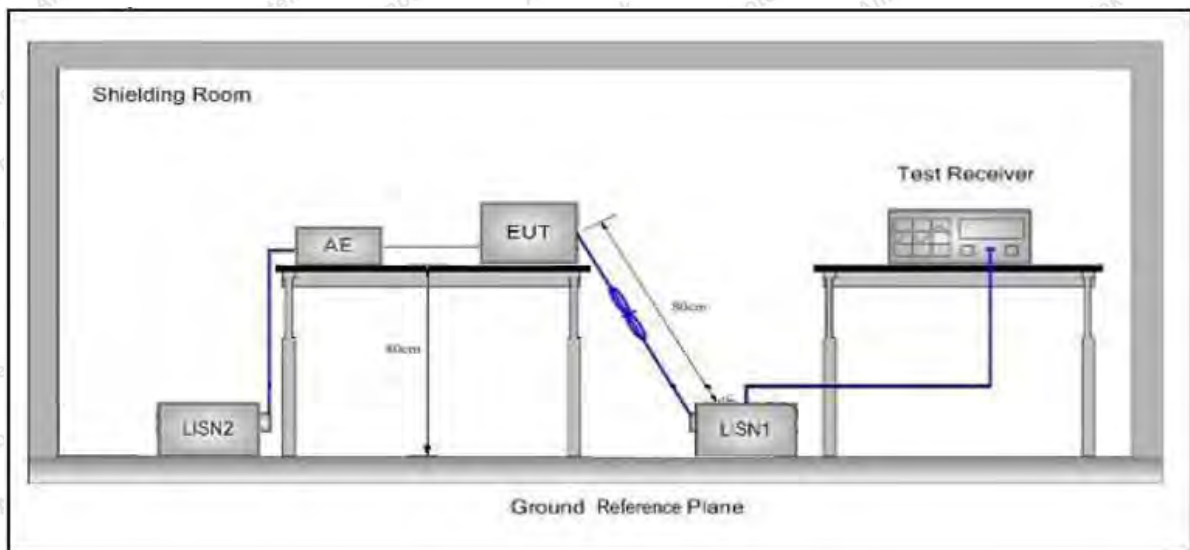 Shielding Room
Test Receiver
AE
EUT
80cm
80cm
LISN2
LISN1
Ground Reference Plane